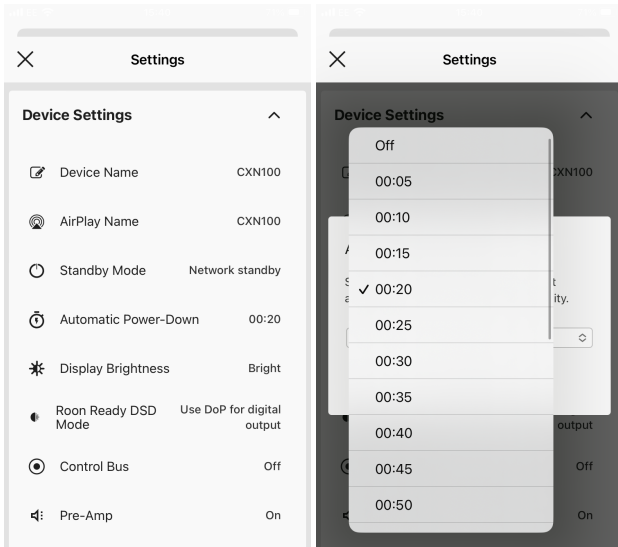 Settings
Device Settings
Device Name CXN100
AirPlay Name CXN100
Standby Mode Network standby
Automatic Power-Down 00:20
Display Brightness Bright
Roon Ready DSD Mode
Use DoP for digital output
Control Bus Off
Pre-Amp On
Settings
Device Settings
Off
00:05
00:10
00:15
00:20
00:25
00:30
00:35
00:40
00:45
00:50
CXN100
ity.
output
Off
On